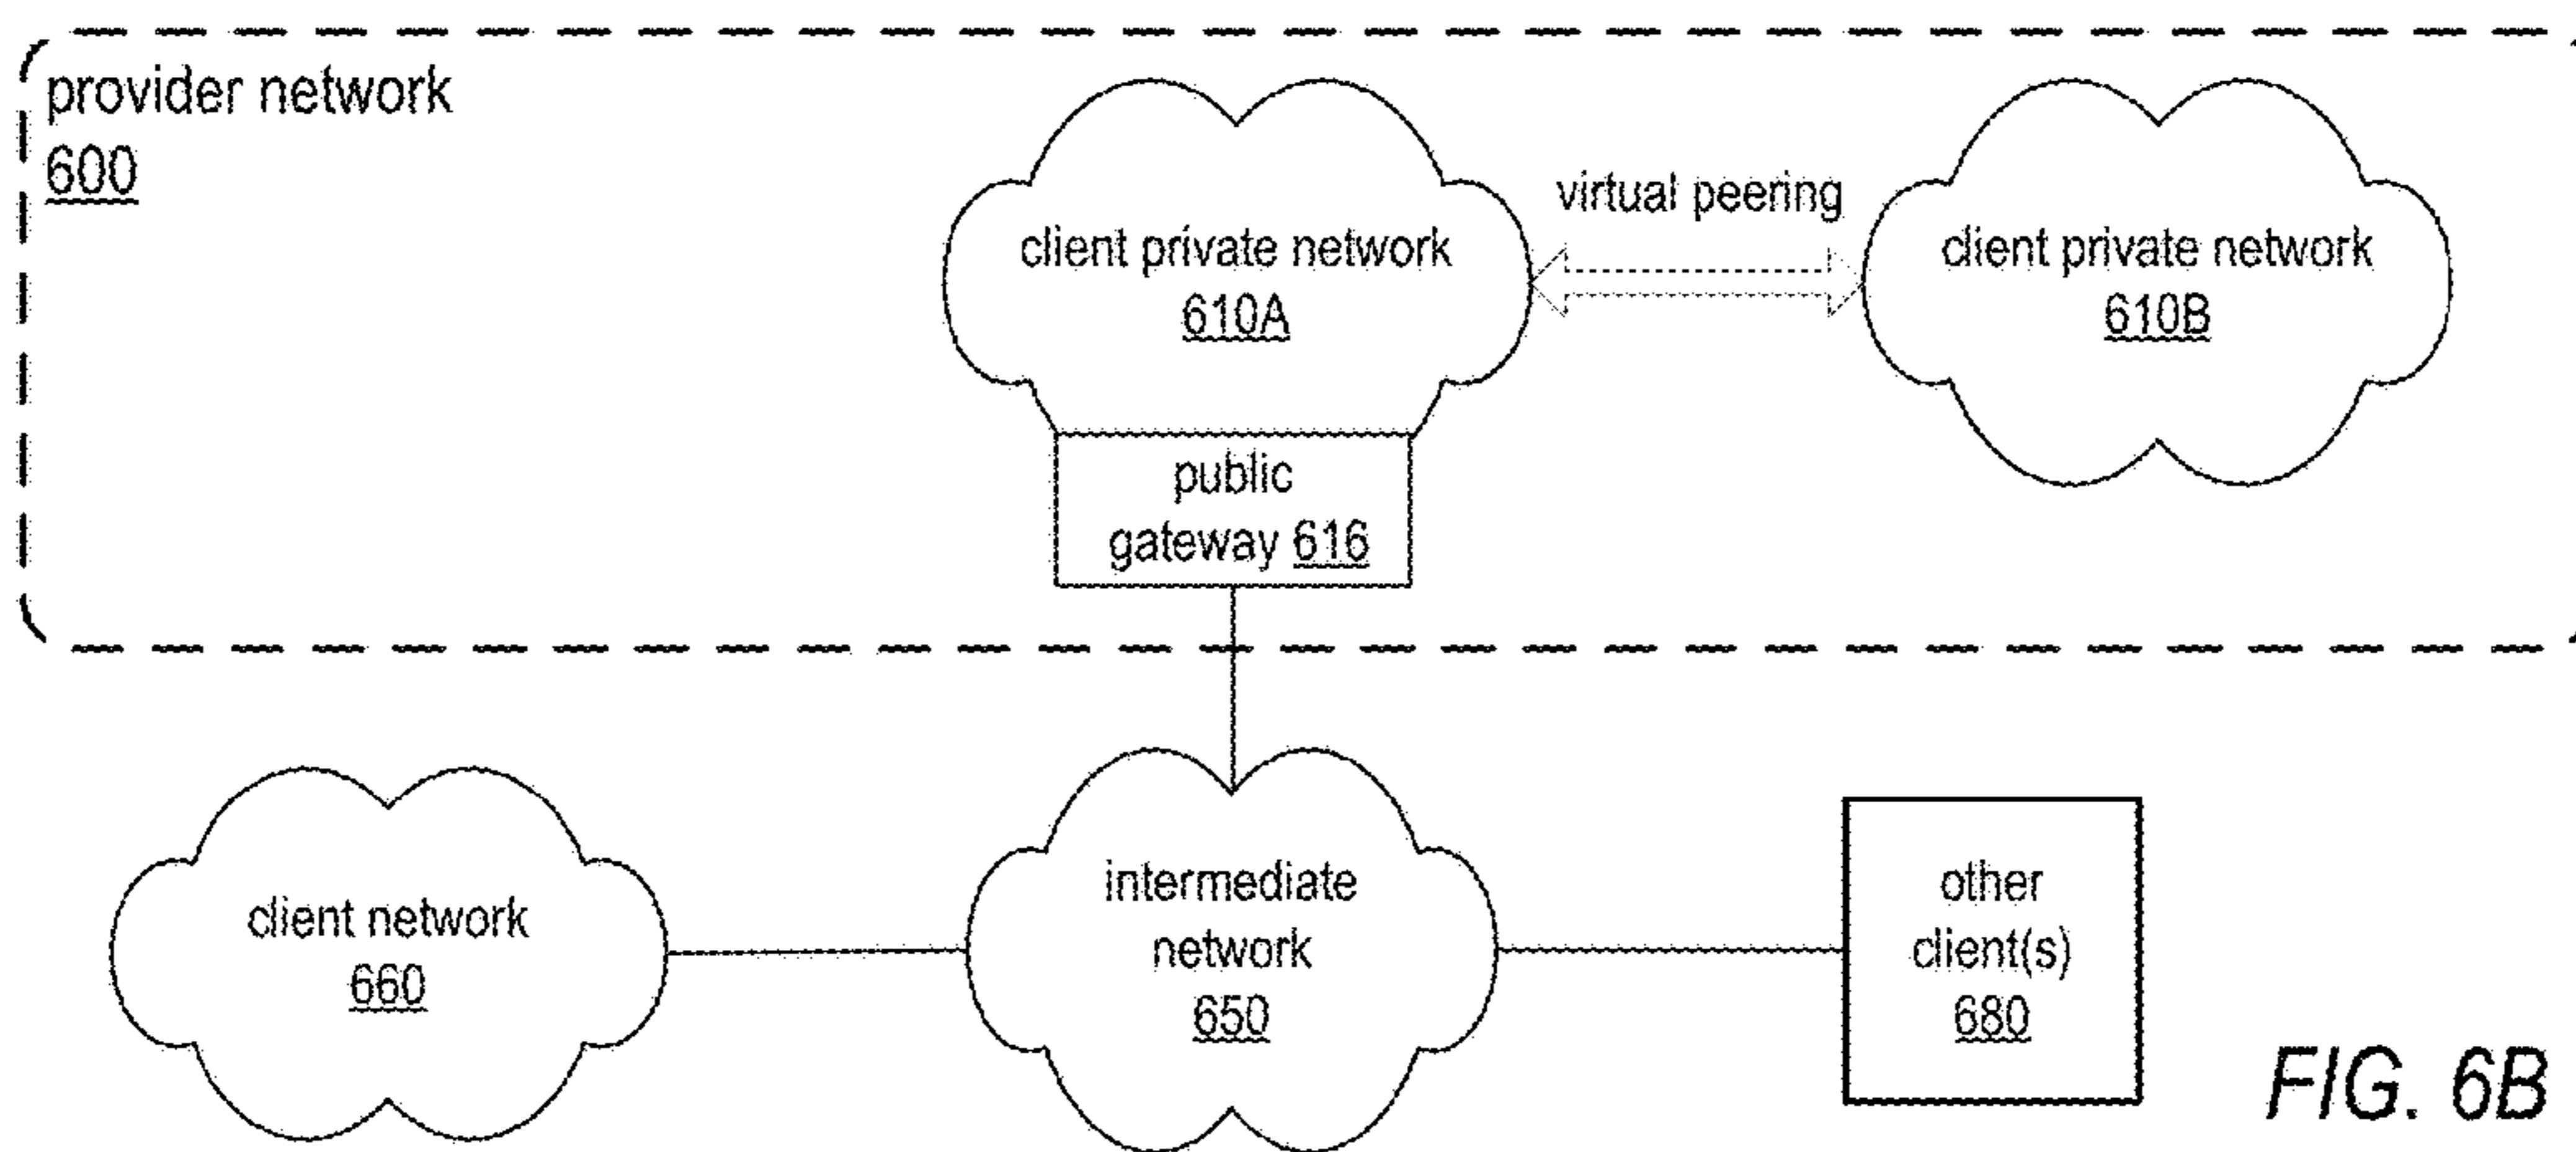 provider network
600
client private network
610A
virtual peering
client private network
610B
public
gateway 616
client network
660
intermediate
network
650
other
client(s)
680
FIG. 6B